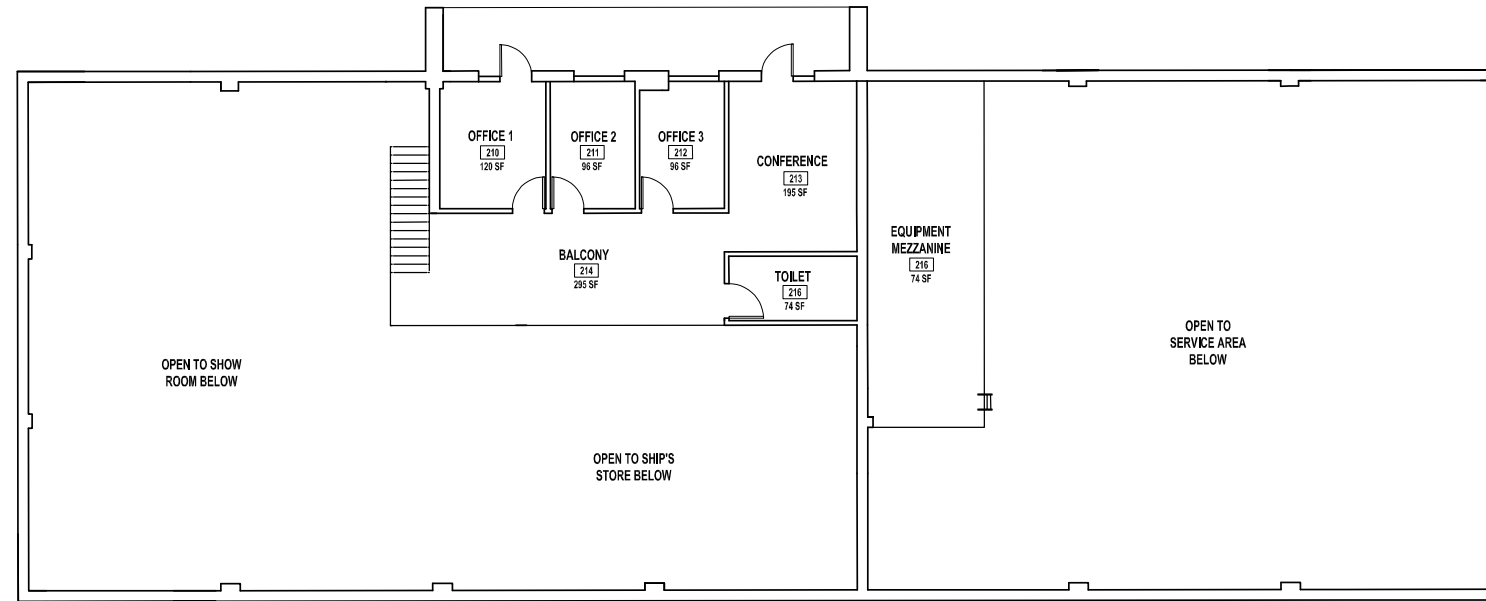 OFFICE 1
210
120 SF
OFFICE 2
211
96 SF
OFFICE 3
212
96 SF
CONFERENCE
213
195 SF
EQUIPMENT
MEZZANINE
216
74 SF
BALCONY
214
295 SF
TOILET
216
74 SF
OPEN TO
SERVICE AREA
BELOW
OPEN TO SHOW
ROOM BELOW
OPEN TO SHIP'S
STORE BELOW